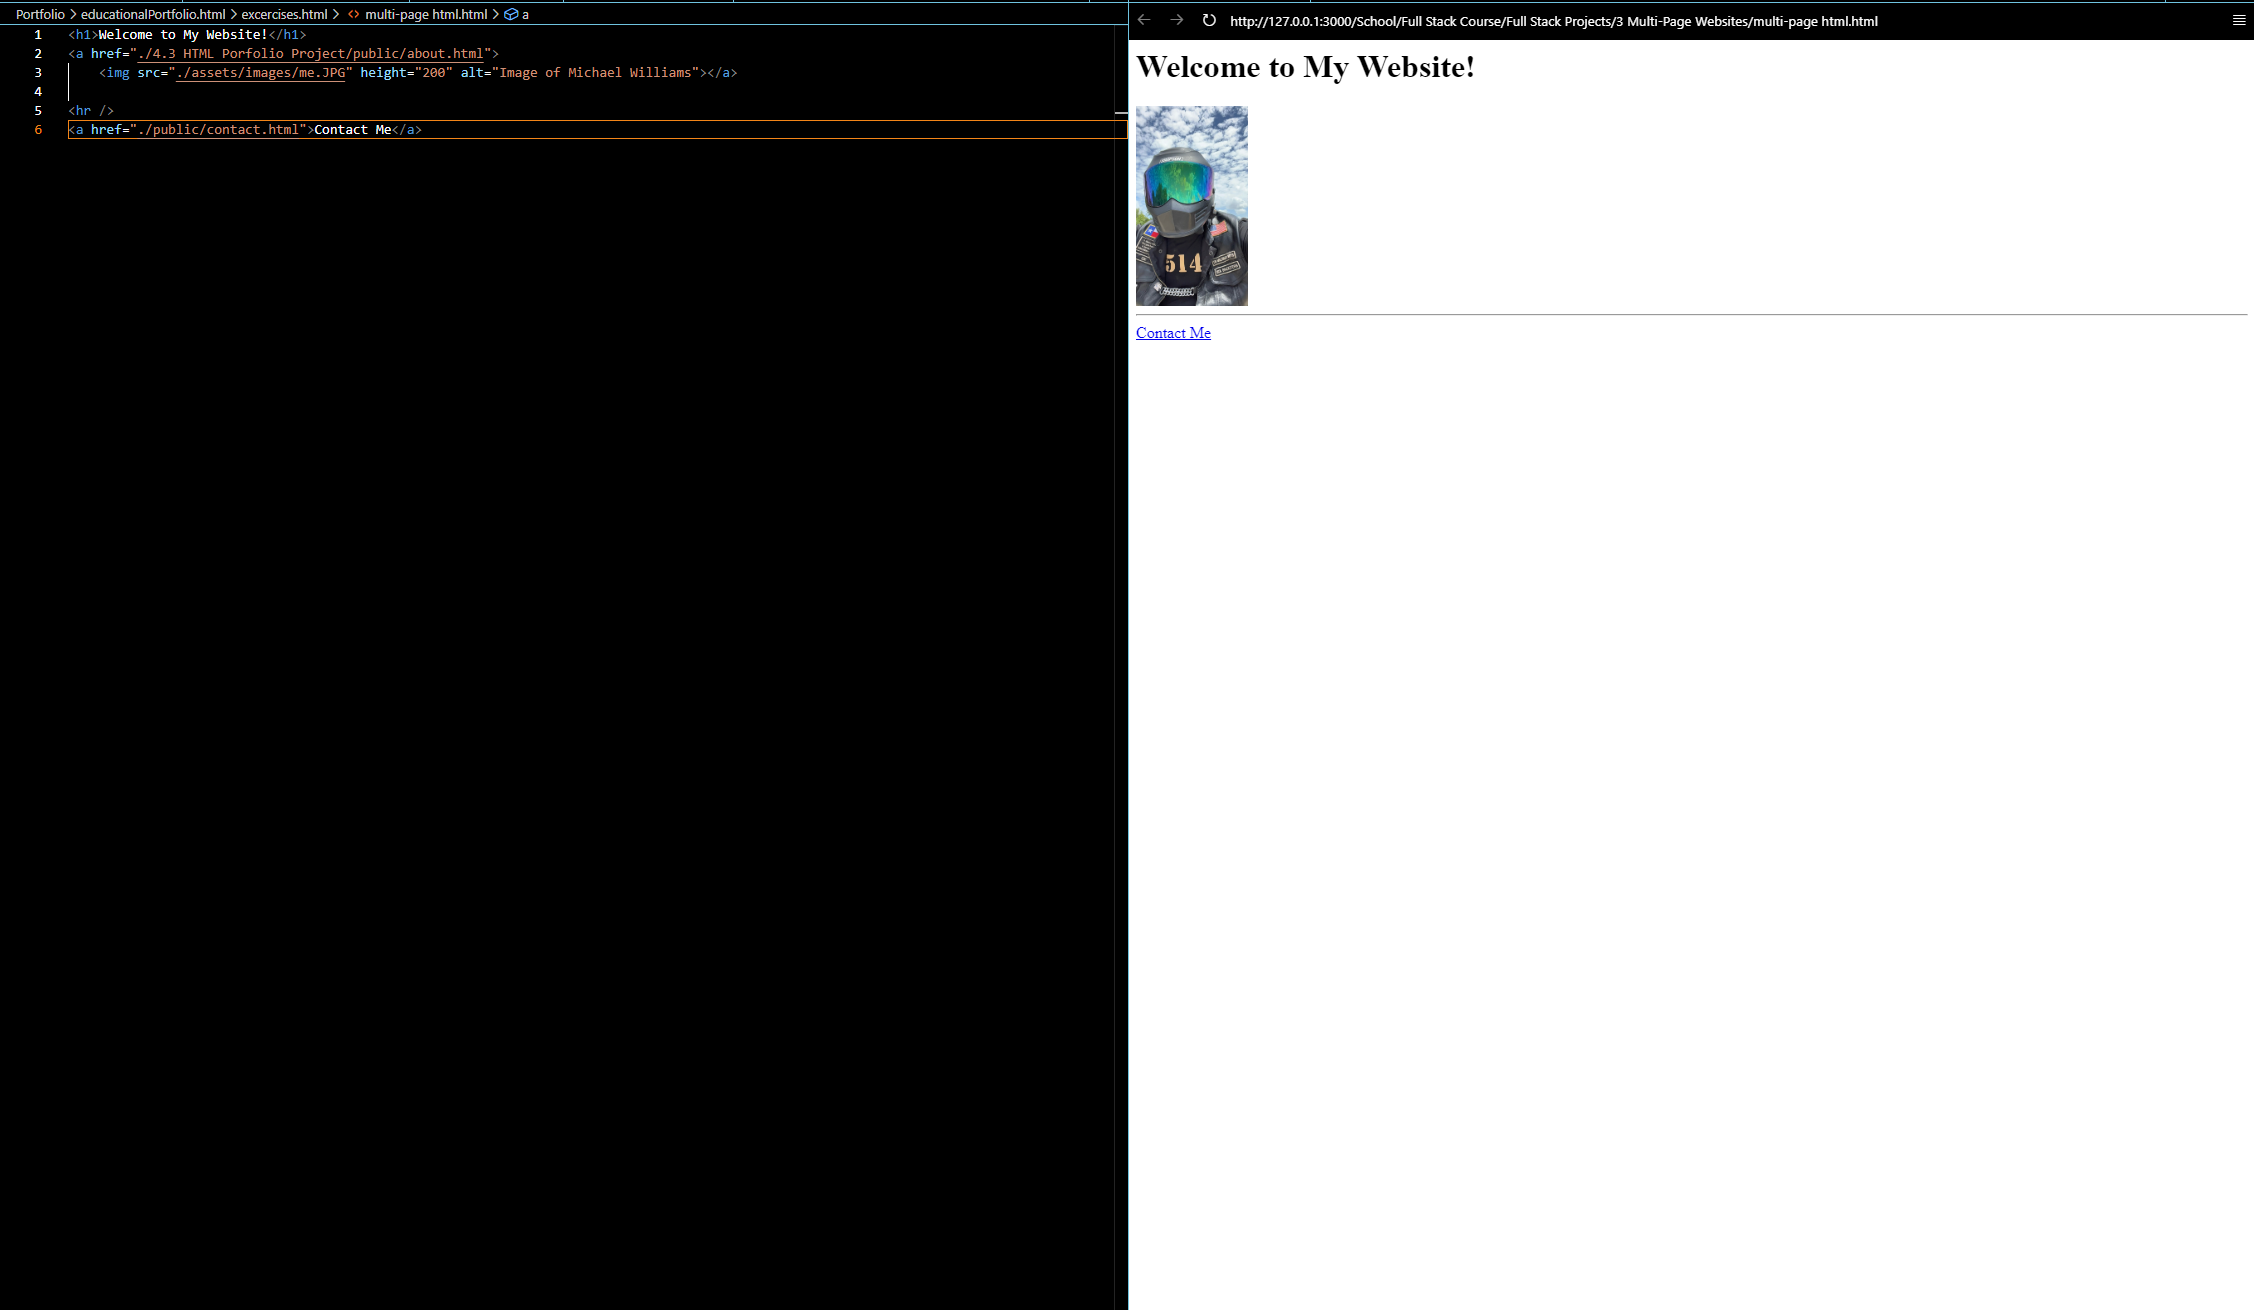 Portfolio > educationalPortfolio.html > excercises.html > <> multi-page html.html > a
1 <h1>Welcome to My Website!</h1>
2 <a href="./4.3 HTML Porfolio Project/public/about.html">
3 <img src="./assets/images/me.JPG" height="200" alt="Image of Michael Williams"></a>
4
5 <hr />
6 <a href="./public/contact.html">Contact Me</a>
http://127.0.0.1:3000/School/Full Stack Course/Full Stack Projects/3 Multi-Page Websites/multi-page html.html
Welcome to My Website!
514
Contact Me